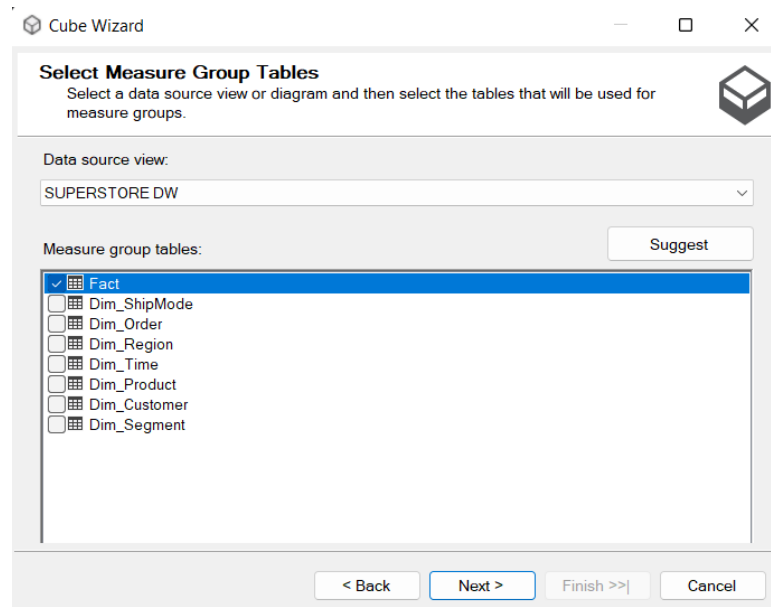 Cube Wizard
Select Measure Group Tables
Select a data source view or diagram and then select the tables that will be used for
measure groups.
Data source view:
SUPERSTORE DW
Measure group tables:
Suggest
Fact
Dim_ShipMode
Dim_Order
Dim_Region
Dim_Time
Dim_Product
Dim_Customer
Dim_Segment
< Back
Next >
Finish >>|
Cancel